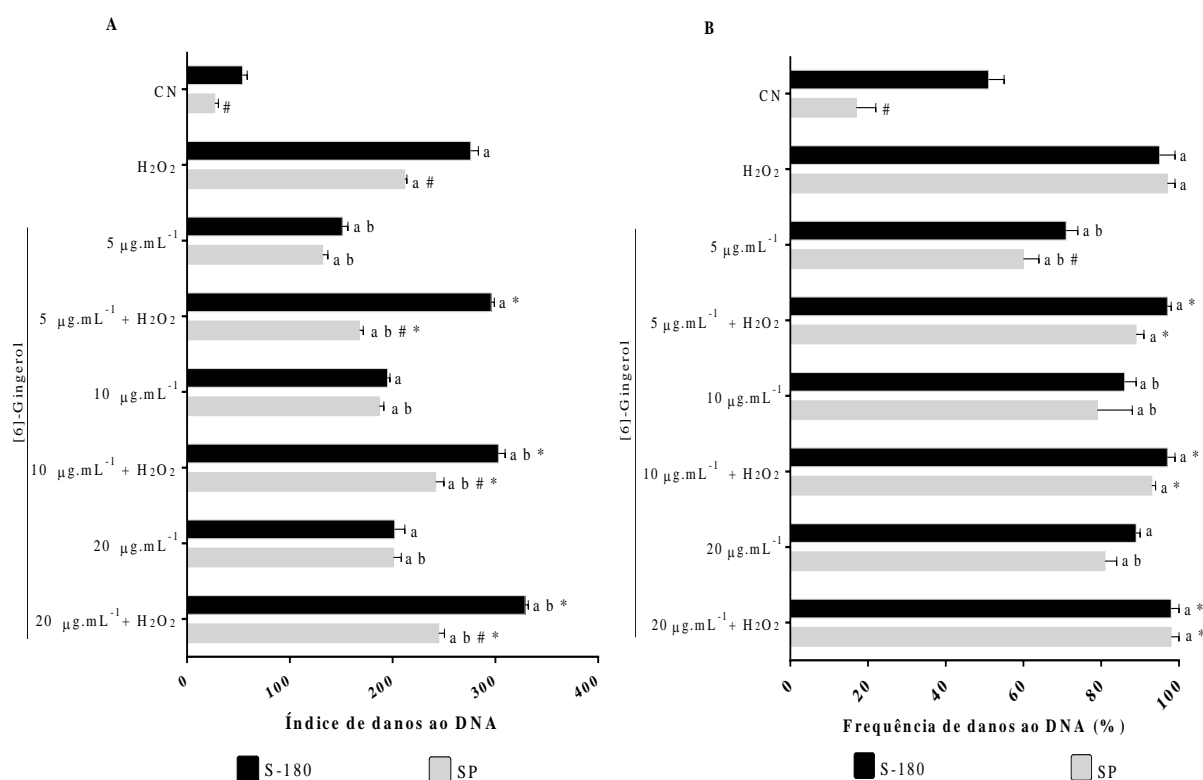 A
CN
#
H₂O₂
a
a #
5 µg.mL⁻¹
a b
a b
5 µg.mL⁻¹ + H₂O₂
a *
a b # *
10 µg.mL⁻¹
a
a b
10 µg.mL⁻¹ + H₂O₂
a b *
a b # *
20 µg.mL⁻¹
a
a b
20 µg.mL⁻¹ + H₂O₂
a b *
a b # *
[6]-Gingerol
0 100 200 300 400
Índice de danos ao DNA
S-180 SP
B
CN
#
H₂O₂
a
a
5 µg.mL⁻¹
a b
a b #
5 µg.mL⁻¹ + H₂O₂
a *
a *
10 µg.mL⁻¹
a b
a b
10 µg.mL⁻¹ + H₂O₂
a *
a *
20 µg.mL⁻¹
a
a b
20 µg.mL⁻¹ + H₂O₂
a *
a *
[6]-Gingerol
0 20 40 60 80 100
Frequência de danos ao DNA (%)
S-180 SP